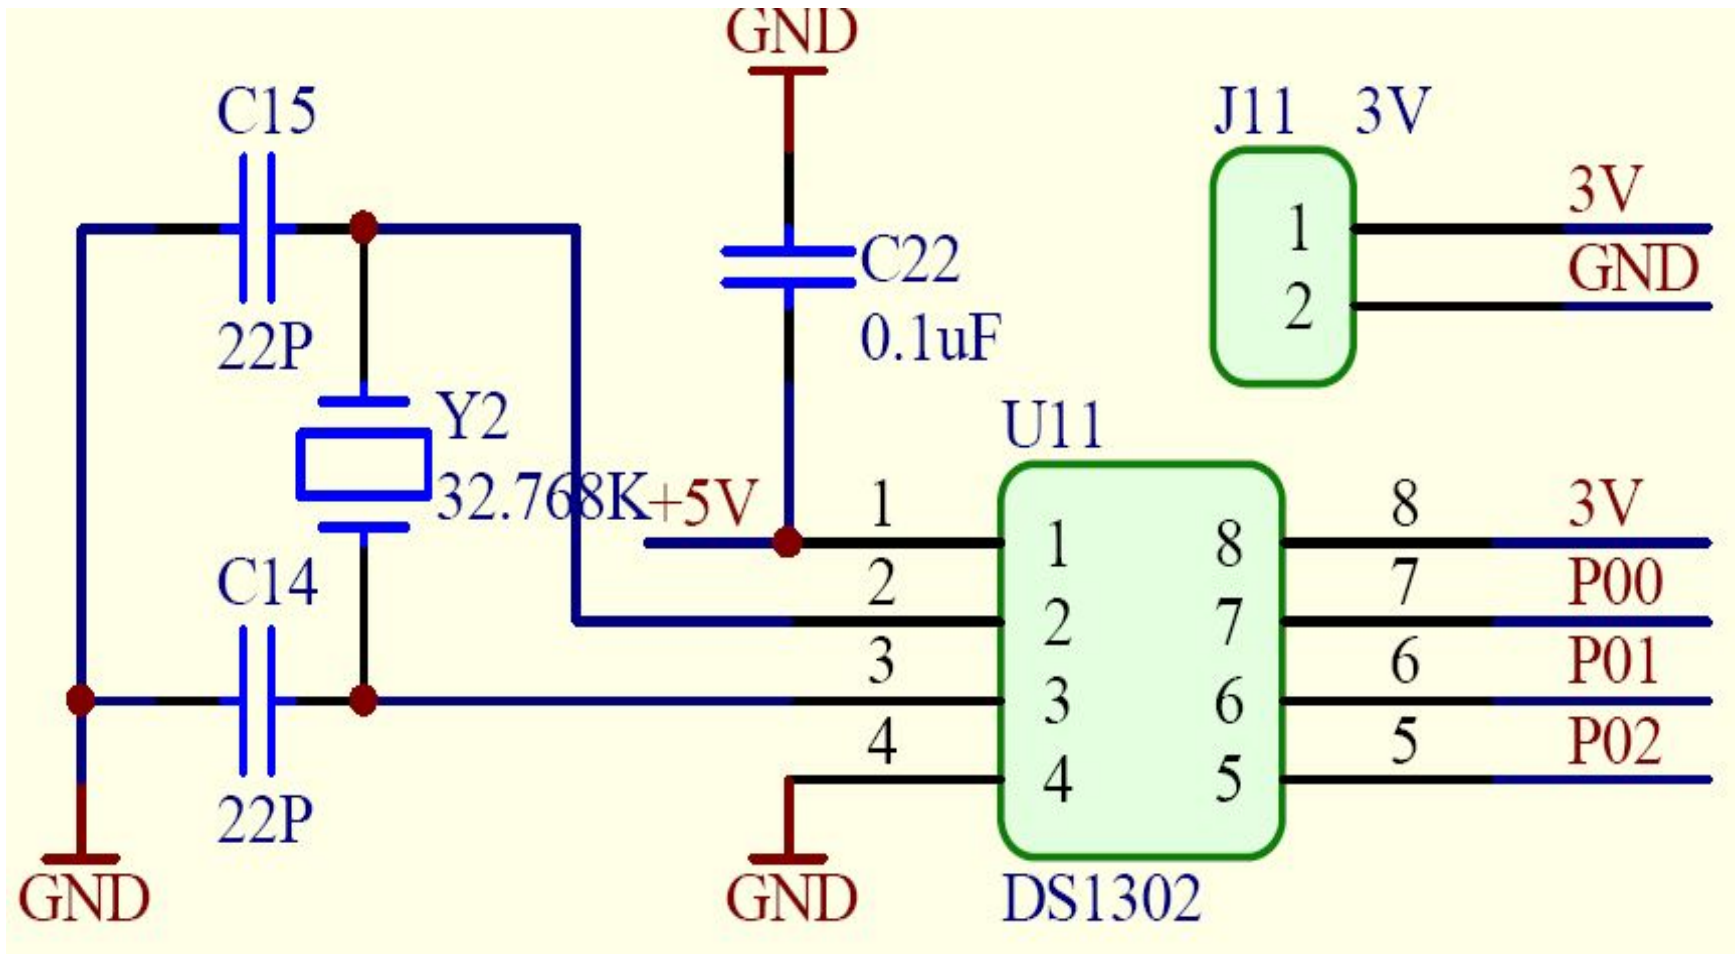 GND
C15
J11 3V
3V
1
GND
C22
2
22P
0.1uF
Y2
U11
32.768K
+5V
1
8
3V
1
8
2
7
P00
C14
2
7
3
6
P01
3
6
4
5
P02
4
5
22P
GND
GND
DS1302